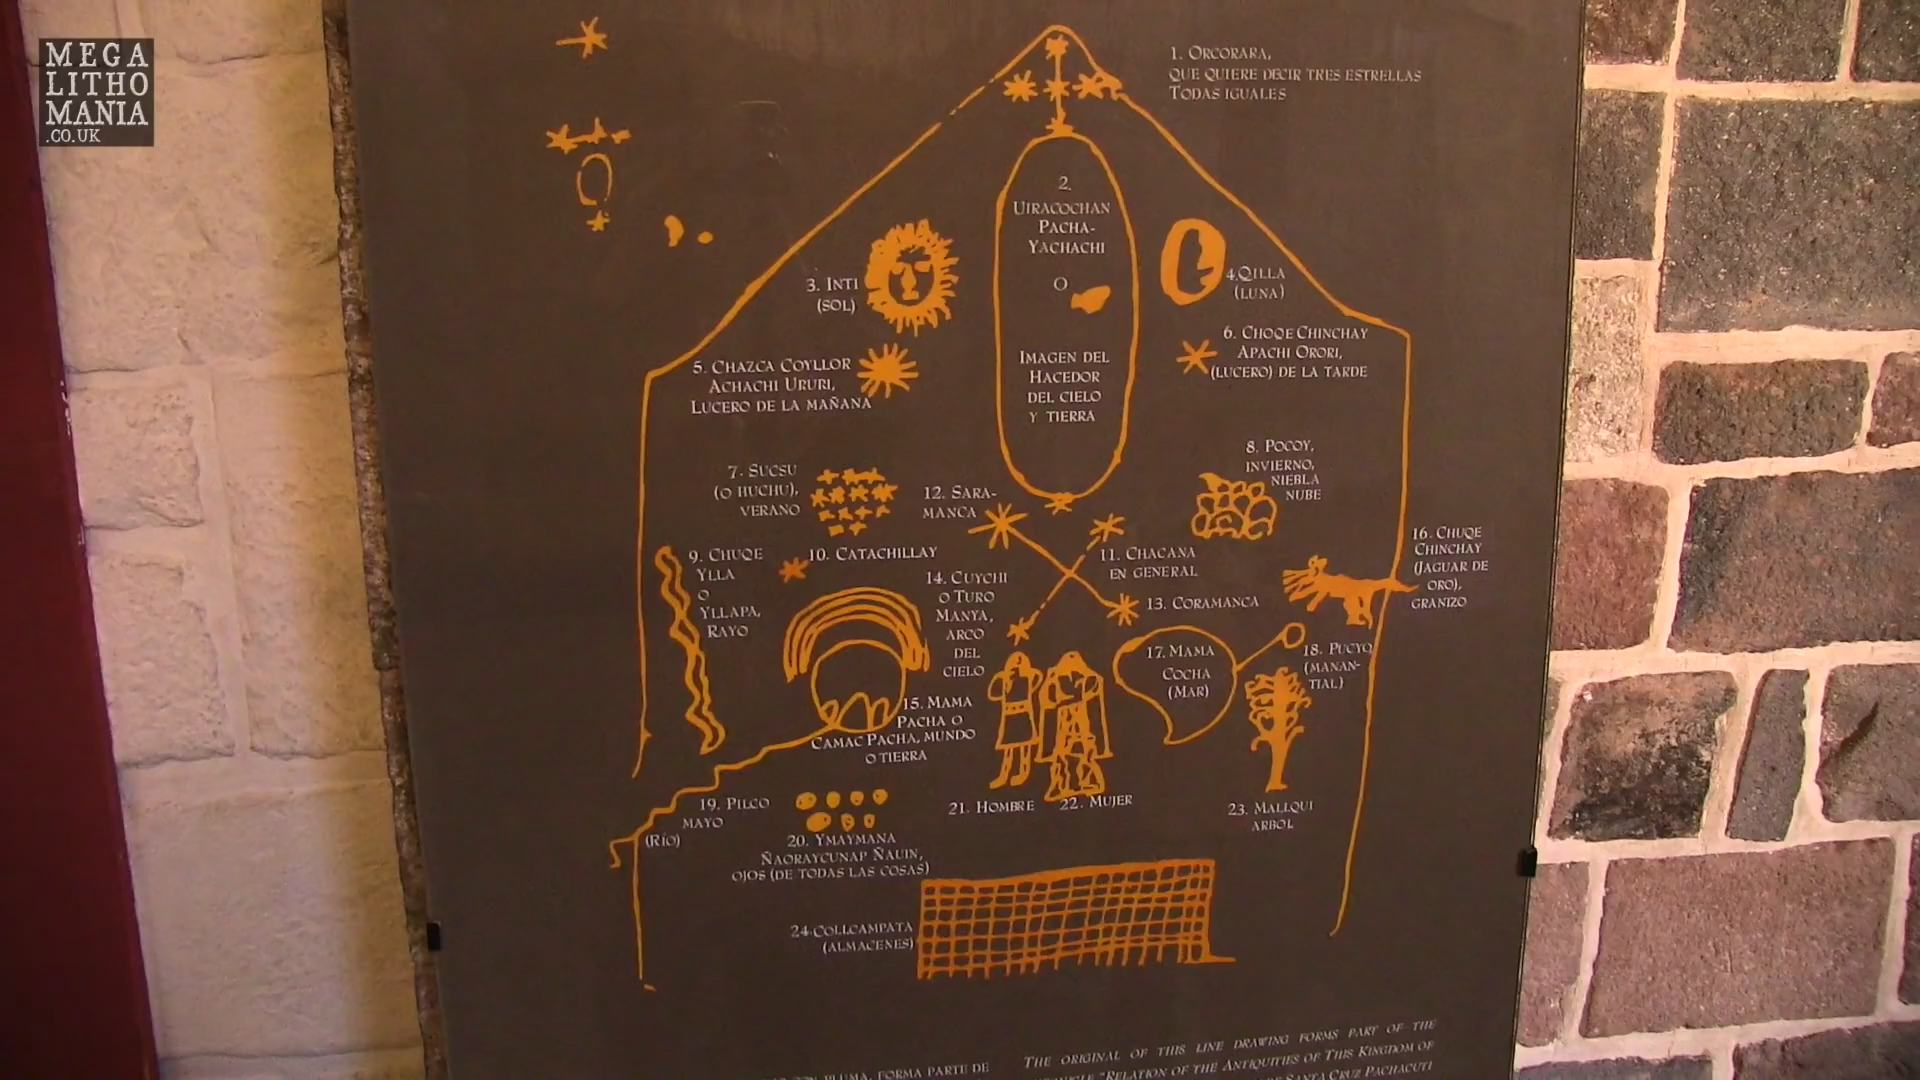 MEGA
LITHO
MANIA
.CO.UK
1. ORCORARA,
QUE QUIERE DECIR TRES ESTRELLAS
TODAS IGUALES
2.
UIRACOCHAN
PACHA-
YACHACHI
O
IMAGEN DEL
HACEDOR
DEL CIELO
Y TIERRA
3. INTI
(SOL)
4. QILLA
(LUNA)
5. CHAZCA COYLLOR
ACHACHI URURI,
LUCERO DE LA MAÑANA
6. CHOQE CHINCHAY
APACHI ORORI,
(LUCERO) DE LA TARDE
7. SUCSU
(O HUCHU),
VERANO
8. POCOY,
INVIERNO,
NIEBLA
NUBE
9. CHUQE
YLLA
O
YLLAPA,
RAYO
10. CATACHILLAY
11. CHACANA
EN GENERAL
12. SARA-
MANCA
13. CORAMANCA
14. CUYCHI
O TURO
MANYA,
ARCO
DEL
CIELO
15. MAMA
PACHA O
CAMAC PACHA, MUNDO
O TIERRA
16. CHUQE
CHINCHAY
(JAGUAR DE
ORO),
GRANIZO
17. MAMA
COCHA
(MAR)
18. PUCYO
(MANAN-
TIAL)
19. PILCO
MAYO
(RÍO)
20. YMAYMANA
ÑAORAYCUNAP ÑAUIN,
OJOS (DE TODAS LAS COSAS)
21. HOMBRE
22. MUJER
23. MALLQUI
ARBOL
24. COLLCAMPATA
(ALMACENES)
PLUMA, FORMA PARTE DE
THE ORIGINAL OF THIS LINE DRAWING FORMS PART OF THE
"RELATION OF THE ANTIQUITIES OF THIS KINGDOM OF
SANTA CRUZ PACHACUTI